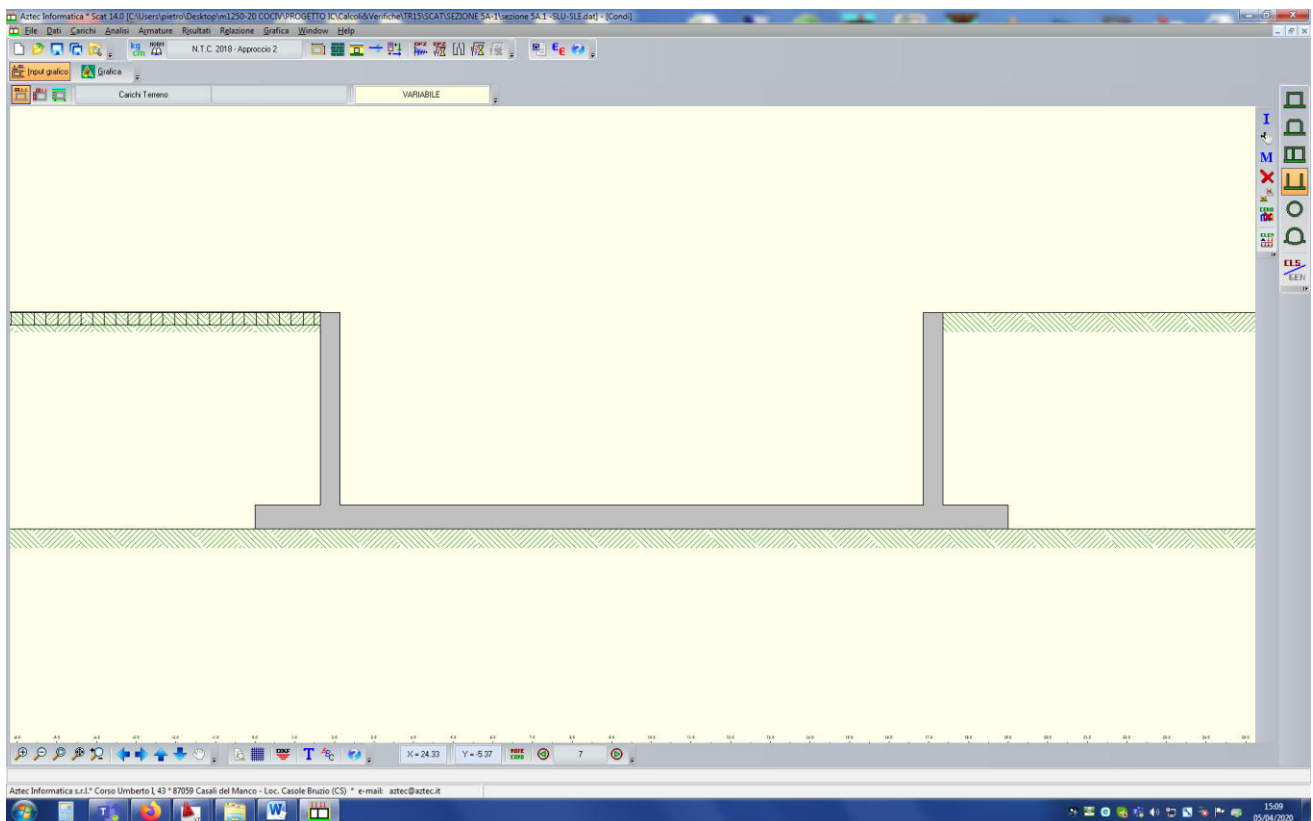 Aztec Informatica * Scat 14.0 [C:\Users\pietro\Desktop\m1250-20 COCIV\PROGETTO IC\Calcoli&Verifiche\TR15\SCAT\SEZIONE 5A-1\sezione 5A.1 -SLU-SLE.dat] - [Condi]
File Dati Carichi Analisi Armature Risultati Relazione Grafica Window Help
N.T.C. 2018 - Approccio 2
Input grafico Grafica
Carichi Terreno VARIABILE
I
M
CLS
GEN
DXF T X = 24.33 Y = -5.37 7
Aztec Informatica s.r.l.* Corso Umberto I, 43 * 87059 Casali del Manco - Loc. Casole Bruzio (CS) * e-mail: aztec@aztec.it
15:09
05/04/2020